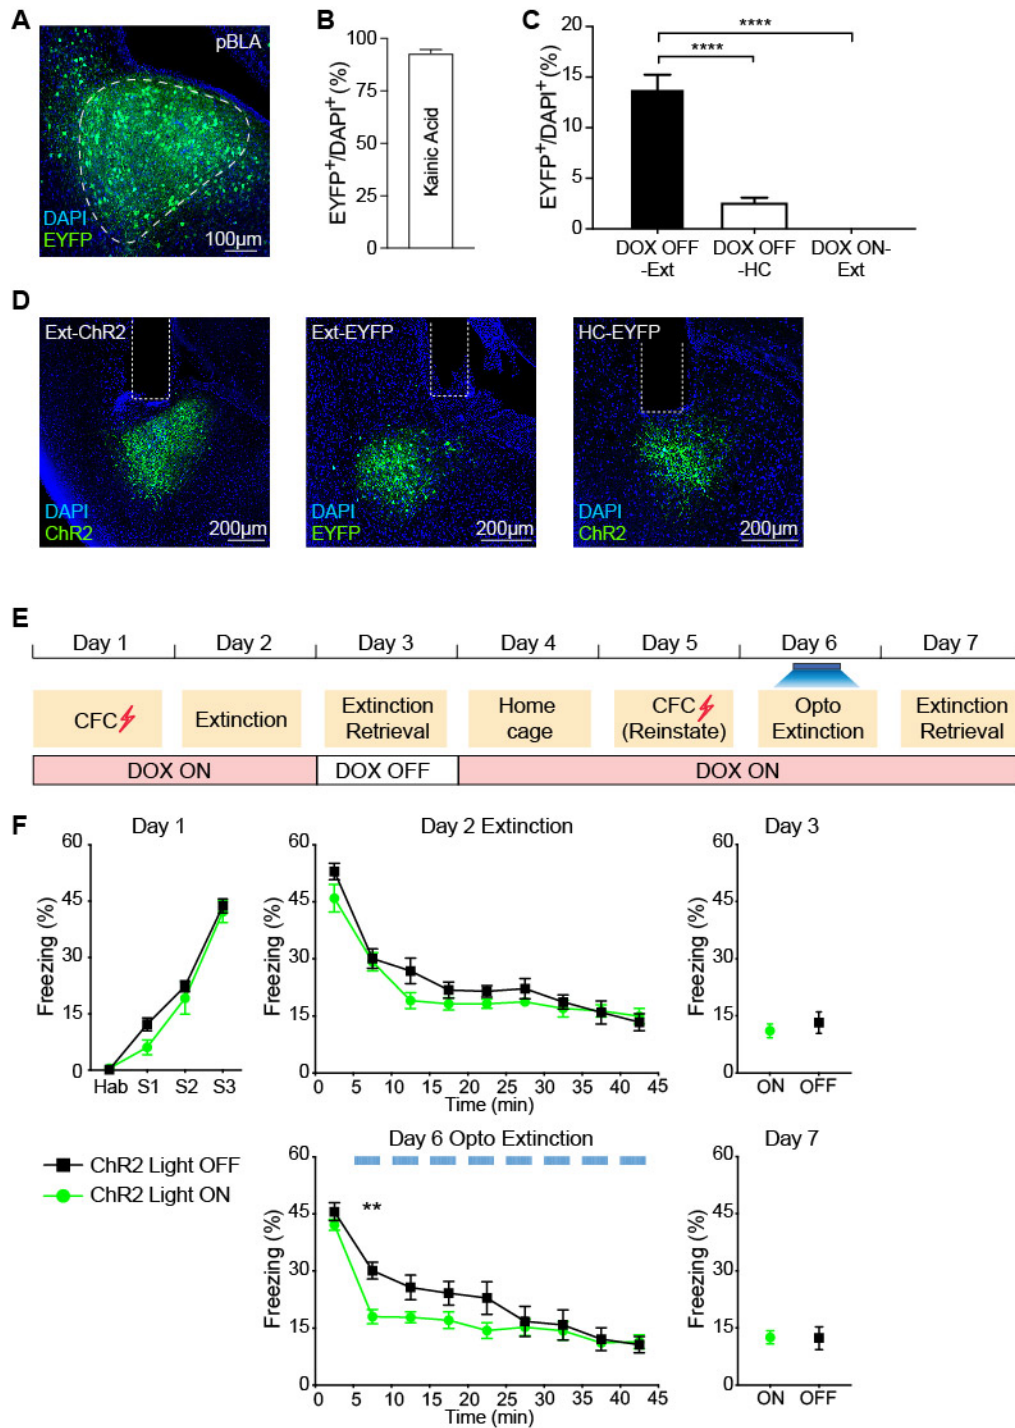 A
pBLA
DAPI
EYFP
100µm
B
EYFP+/DAPI+ (%)
100
75
50
25
0
Kainic Acid
C
EYFP+/DAPI+ (%)
20
15
10
5
0
****
****
DOX OFF
-Ext
DOX OFF
-HC
DOX ON-
Ext
D
Ext-ChR2
DAPI
ChR2
200µm
Ext-EYFP
DAPI
EYFP
200µm
HC-EYFP
DAPI
ChR2
200µm
E
Day 1 Day 2 Day 3 Day 4 Day 5 Day 6 Day 7
CFC
Extinction
Extinction
Retrieval
Home
cage
CFC
(Reinstate)
Opto
Extinction
Extinction
Retrieval
DOX ON DOX OFF DOX ON
F
Day 1
Freezing (%)
60
45
30
15
0
Hab S1 S2 S3
Day 2 Extinction
Freezing (%)
60
45
30
15
0
0 5 10 15 20 25 30 35 40 45
Time (min)
Day 3
Freezing (%)
60
45
30
15
0
ON OFF
ChR2 Light OFF
ChR2 Light ON
Day 6 Opto Extinction
Freezing (%)
60
45
30
15
0
**
0 5 10 15 20 25 30 35 40 45
Time (min)
Day 7
Freezing (%)
60
45
30
15
0
ON OFF